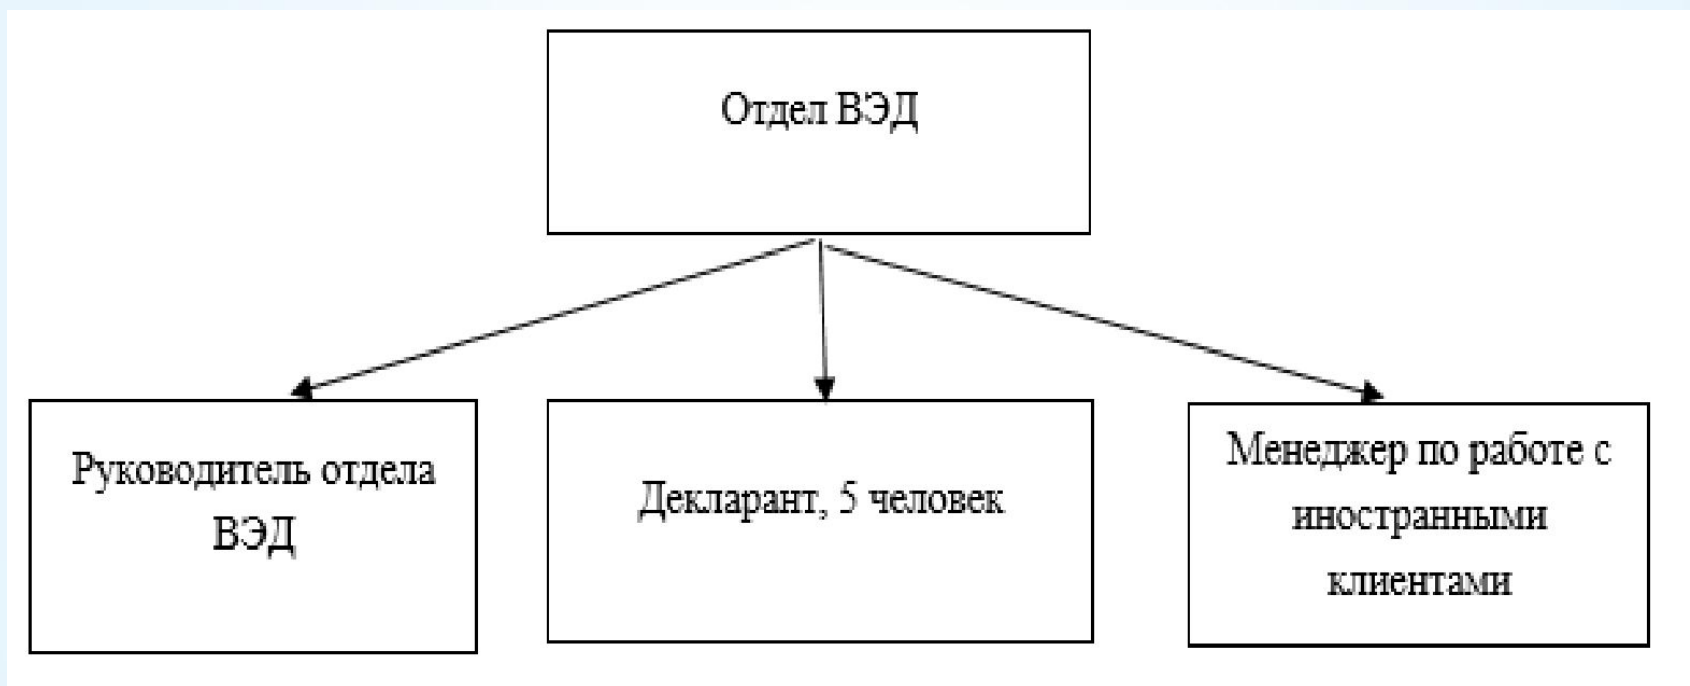 Отдел ВЭД
Руководитель отдела
ВЭД
Декларант, 5 человек
Менеджер по работе с
иностранными
клиентами